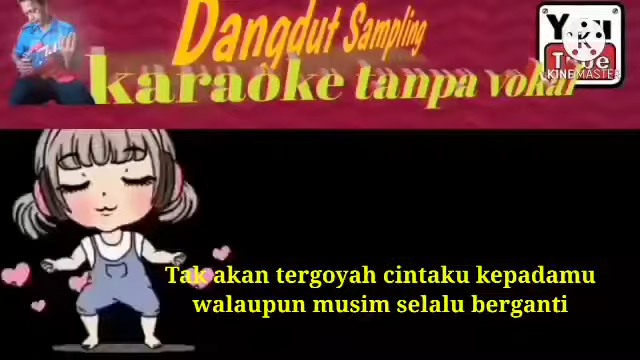 Dangdut Sampling
karaoke tanpa vokal
KINEMASTER
Tak akan tergoyah cintaku kepadamu
walaupun musim selalu berganti